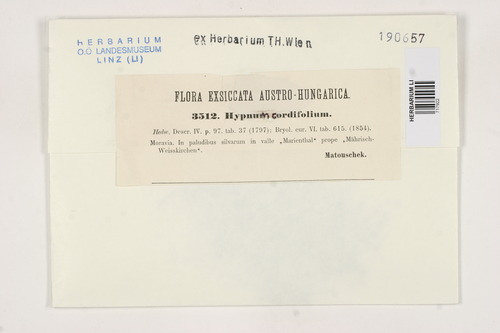 HERBARIUM
O.Ö LANDESMUSEUM
LINZ (LI)
ex Herbarium TH.Wien
190657
HERBARIUM LI
FLORA EXSICCATA AUSTRO-HUNGARICA.
3512. Hypnum cordifolium.
Hedw. Descr. IV. p. 97. tab. 37 (1797); Bryol. eur. VI. tab. 615. (1854).
Moravia. In paludibus silvarum in valle „Marienthal“ prope „Mährisch-
Weisskirchen“.
Matouschek.